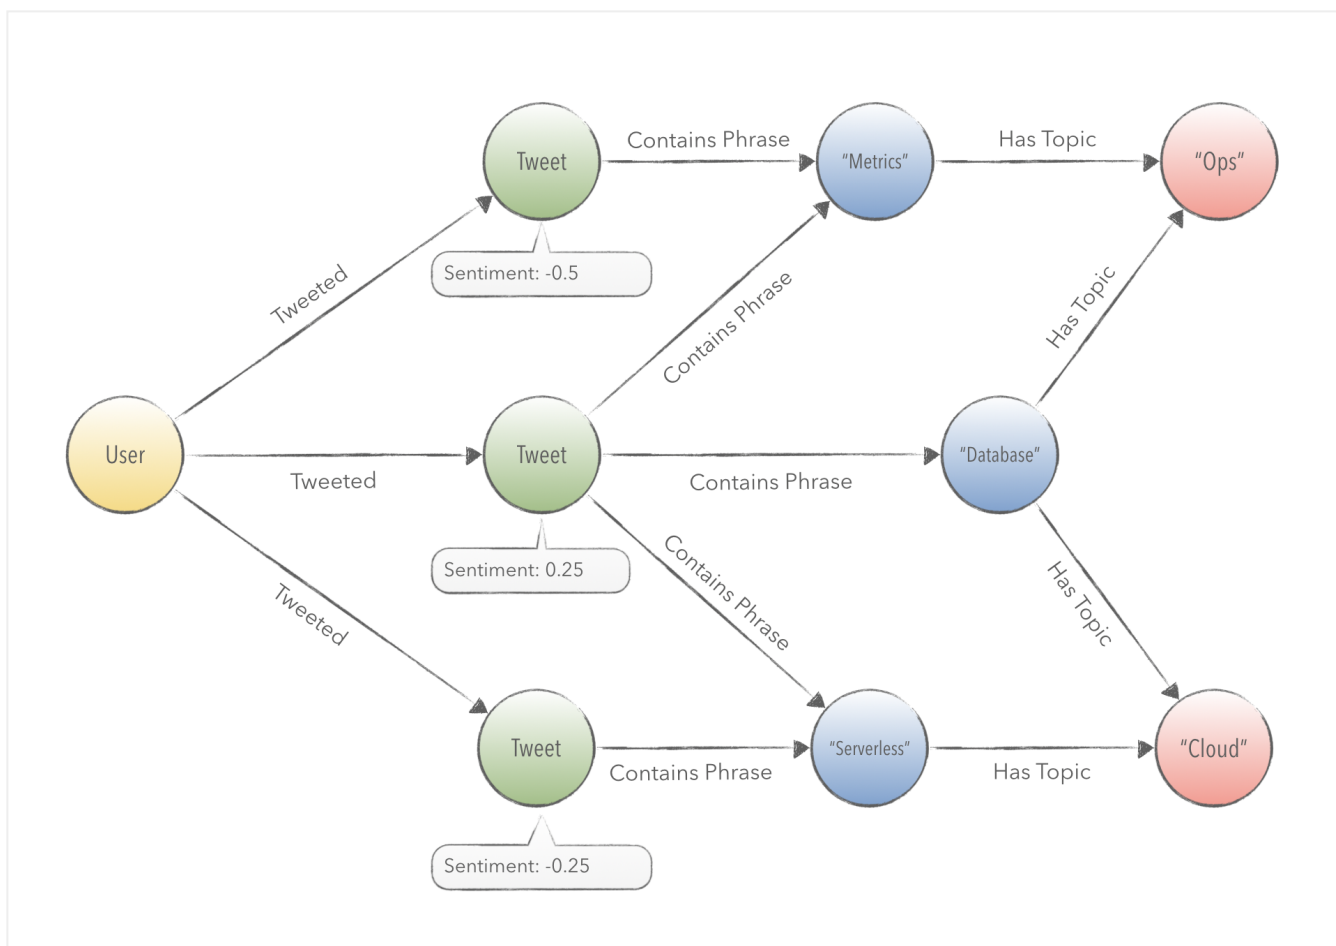 Tweet
Contains Phrase
“Metrics”
Has Topic
“Ops”
Sentiment: -0.5
Tweeted
Contains Phrase
Has Topic
User
Tweeted
Tweet
Contains Phrase
“Database”
Sentiment: 0.25
Contains Phrase
Has Topic
Tweeted
Tweet
Contains Phrase
“Serverless”
Has Topic
“Cloud”
Sentiment: -0.25